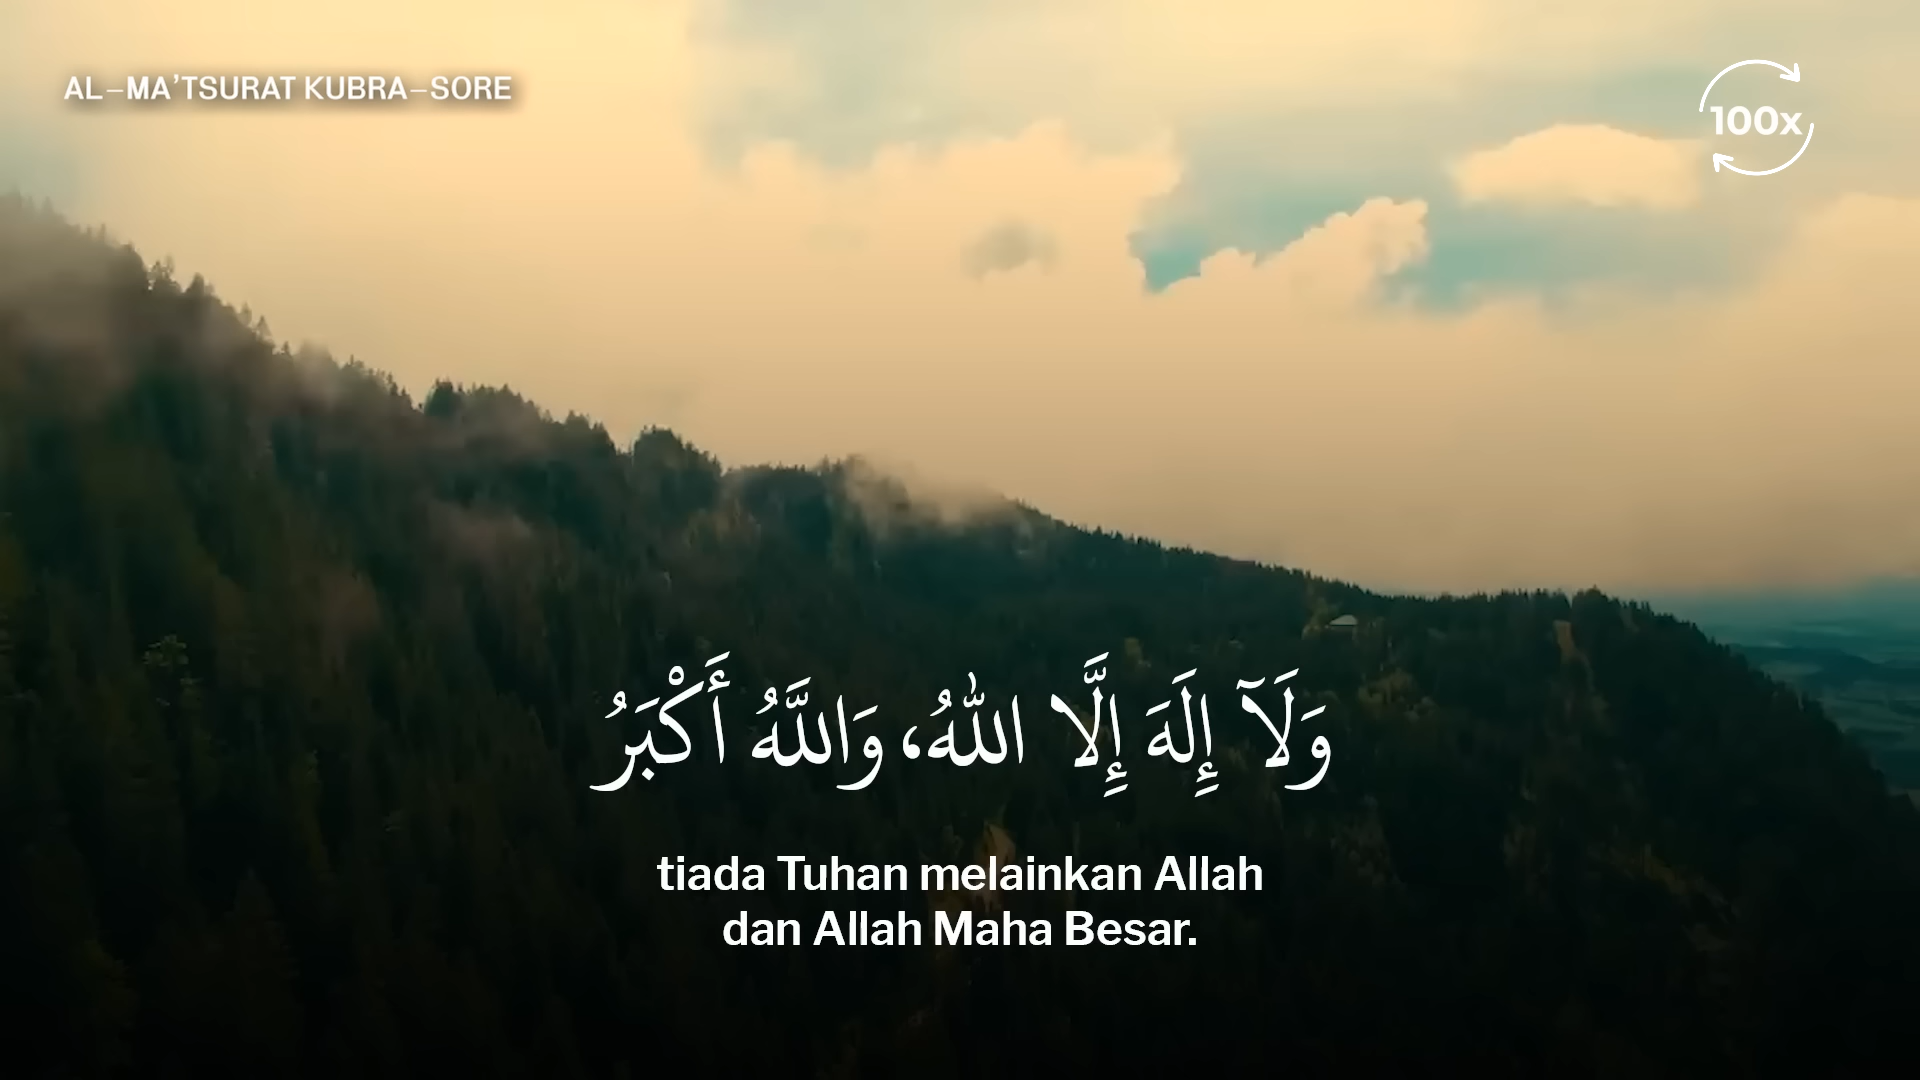 AL–MA’TSURAT KUBRA–SORE
100x
وَلَآ إِلَهَ إِلَّا اللهُ، وَاللَّهُ أَكْبَرُ
tiada Tuhan melainkan Allah
dan Allah Maha Besar.